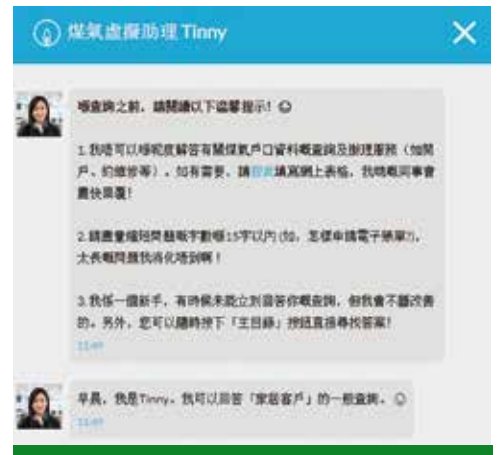 煤氣虛擬助理 Tinny
喺查詢之前，請閱讀以下溫馨提示！
1. 我唔可以喺呢度解答有關煤氣戶口資料嘅查詢及辦理服務（如開
戶、約維修等），如有需要，請按此填寫網上表格，我哋嘅同事會
盡快回覆！
2. 請盡量縮短問題嘅字數喺15字以內（如，怎樣申請電子賬單?），
太長嘅問題我消化唔到啊！
3. 我係一個新手，有時候未能立刻回答你嘅查詢，但我會不斷改善
的。另外，您可以隨時按下「主目錄」按鈕直接尋找答案！
11:49
早晨，我是Tinny。我可以回答「家居客戶」的一般查詢。
11:49